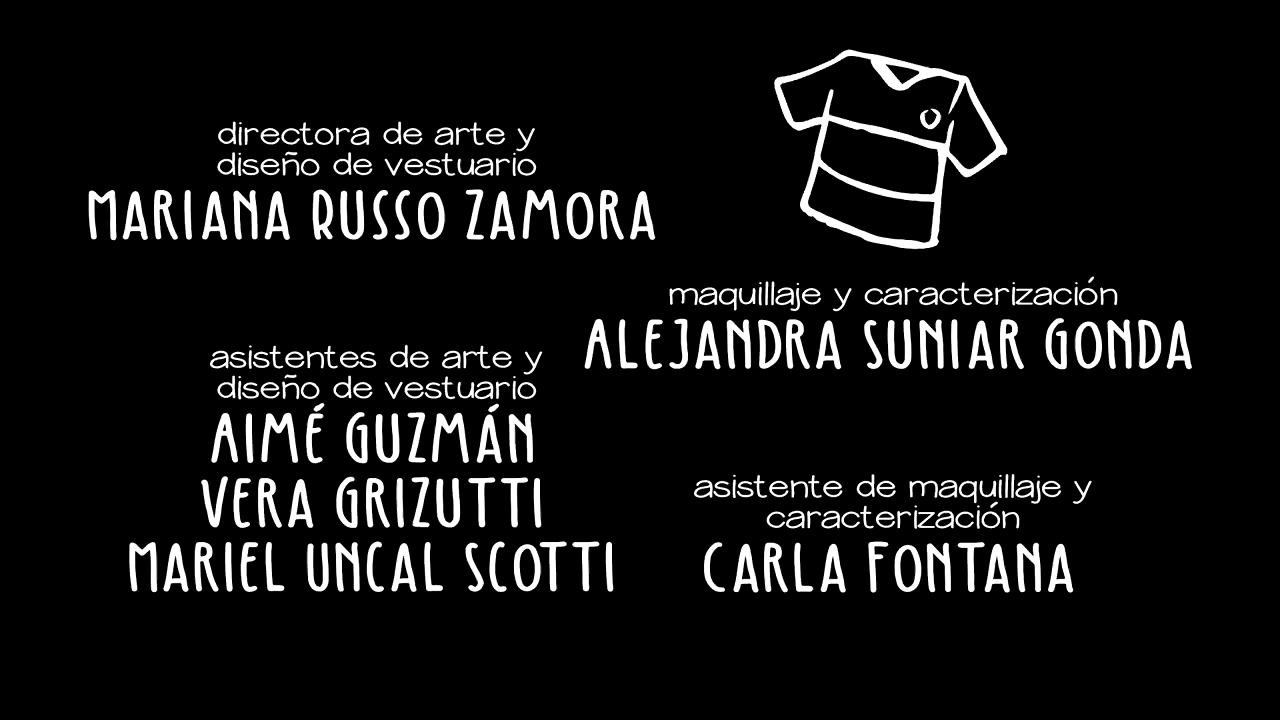 directora de arte y
diseño de vestuario
MARIANA RUSSO ZAMORA
asistentes de arte y
diseño de vestuario
AIMÉ GUZMÁN
VERA GRIZUTTI
MARIEL UNCAL SCOTTI
maquillaje y caracterización
ALEJANDRA SUNIAR GONDA
asistente de maquillaje y
caracterización
CARLA FONTANA